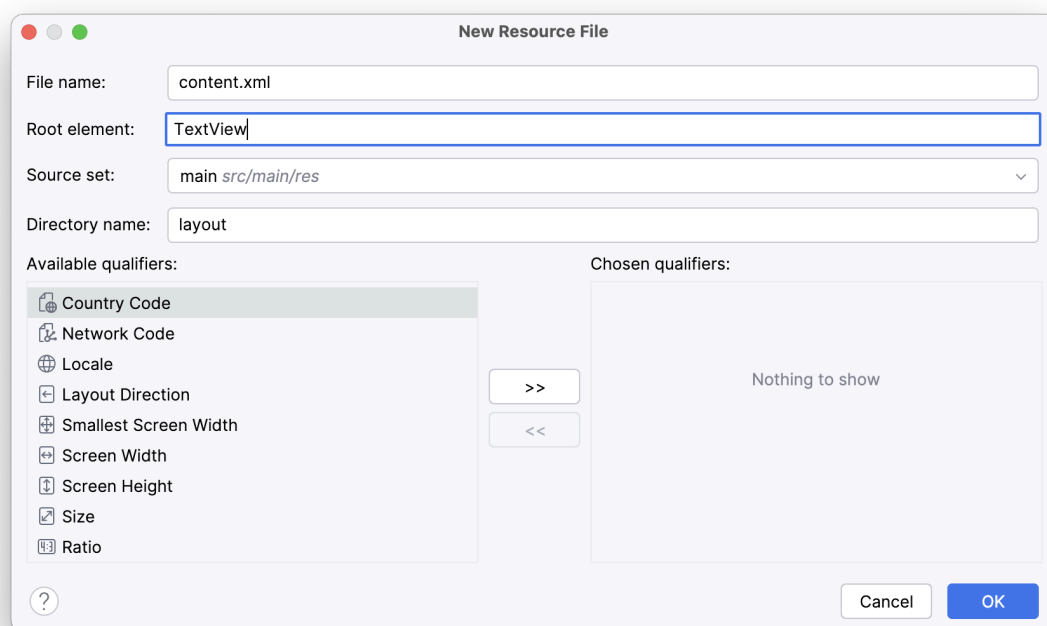 New Resource File
File name: content.xml
Root element: TextView
Source set: main src/main/res
Directory name: layout
Available qualifiers:
Country Code
Network Code
Locale
Layout Direction
Smallest Screen Width
Screen Width
Screen Height
Size
4:3 Ratio
>>
<<
Chosen qualifiers:
Nothing to show
?
Cancel
OK